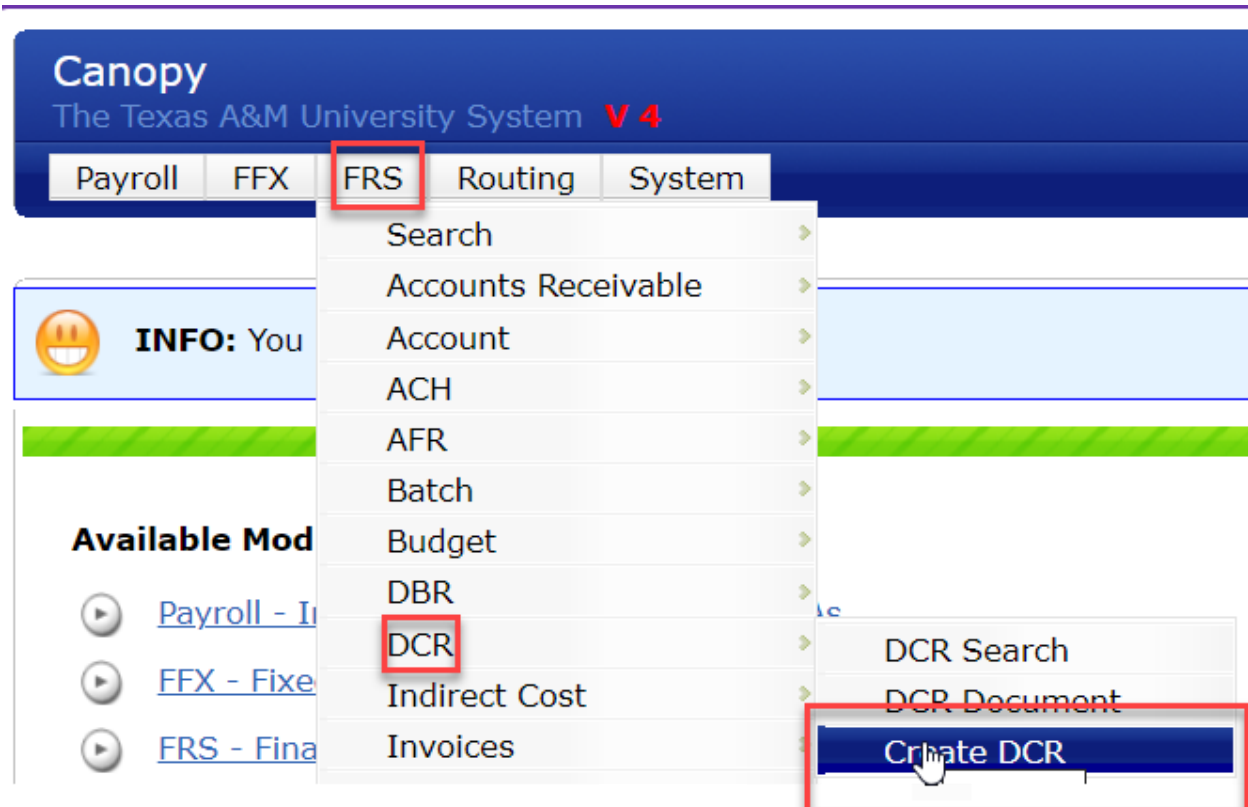 Canopy
The Texas A&M University System V 4
Payroll FFX FRS Routing System
Search
Accounts Receivable
INFO: You
Account
ACH
AFR
Batch
Available Mod
Budget
DBR
Payroll - I
As
DCR
DCR Search
FFX - Fixe
Indirect Cost
DCR Document
FRS - Fina
Invoices
Create DCR